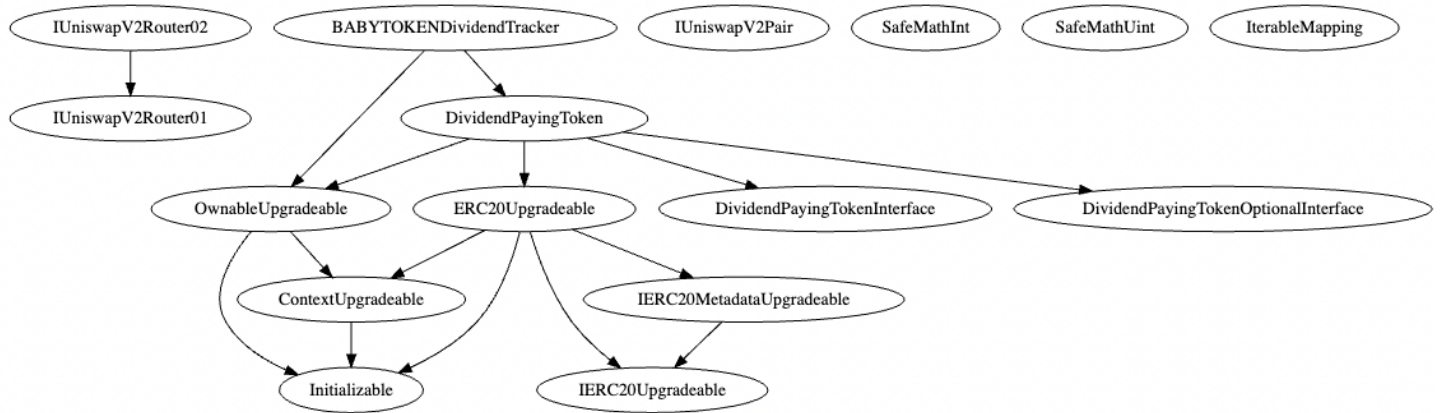 IUniswapV2Router02
BABYTOKENDividendTracker
IUniswapV2Pair
SafeMathInt
SafeMathUint
IterableMapping
IUniswapV2Router01
DividendPayingToken
OwnableUpgradeable
ERC20Upgradeable
DividendPayingTokenInterface
DividendPayingTokenOptionalInterface
ContextUpgradeable
IERC20MetadataUpgradeable
Initializable
IERC20Upgradeable